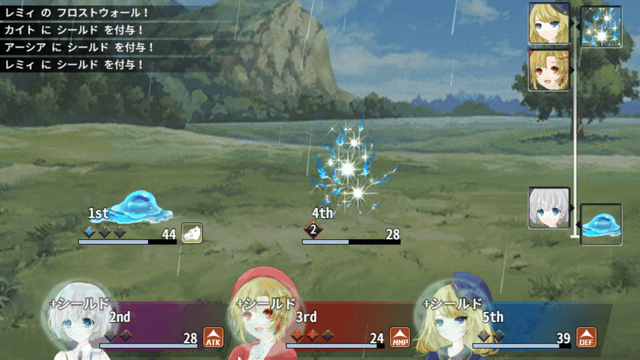 レミィ の フロストウォール！
カイト に シールド を付与！
アーシア に シールド を付与！
レミィ に シールド を付与！
1st
44
4th
2
28
+シールド
2nd
28
ATK
+シールド
3rd
24
MMP
+シールド
5th
39
DEF